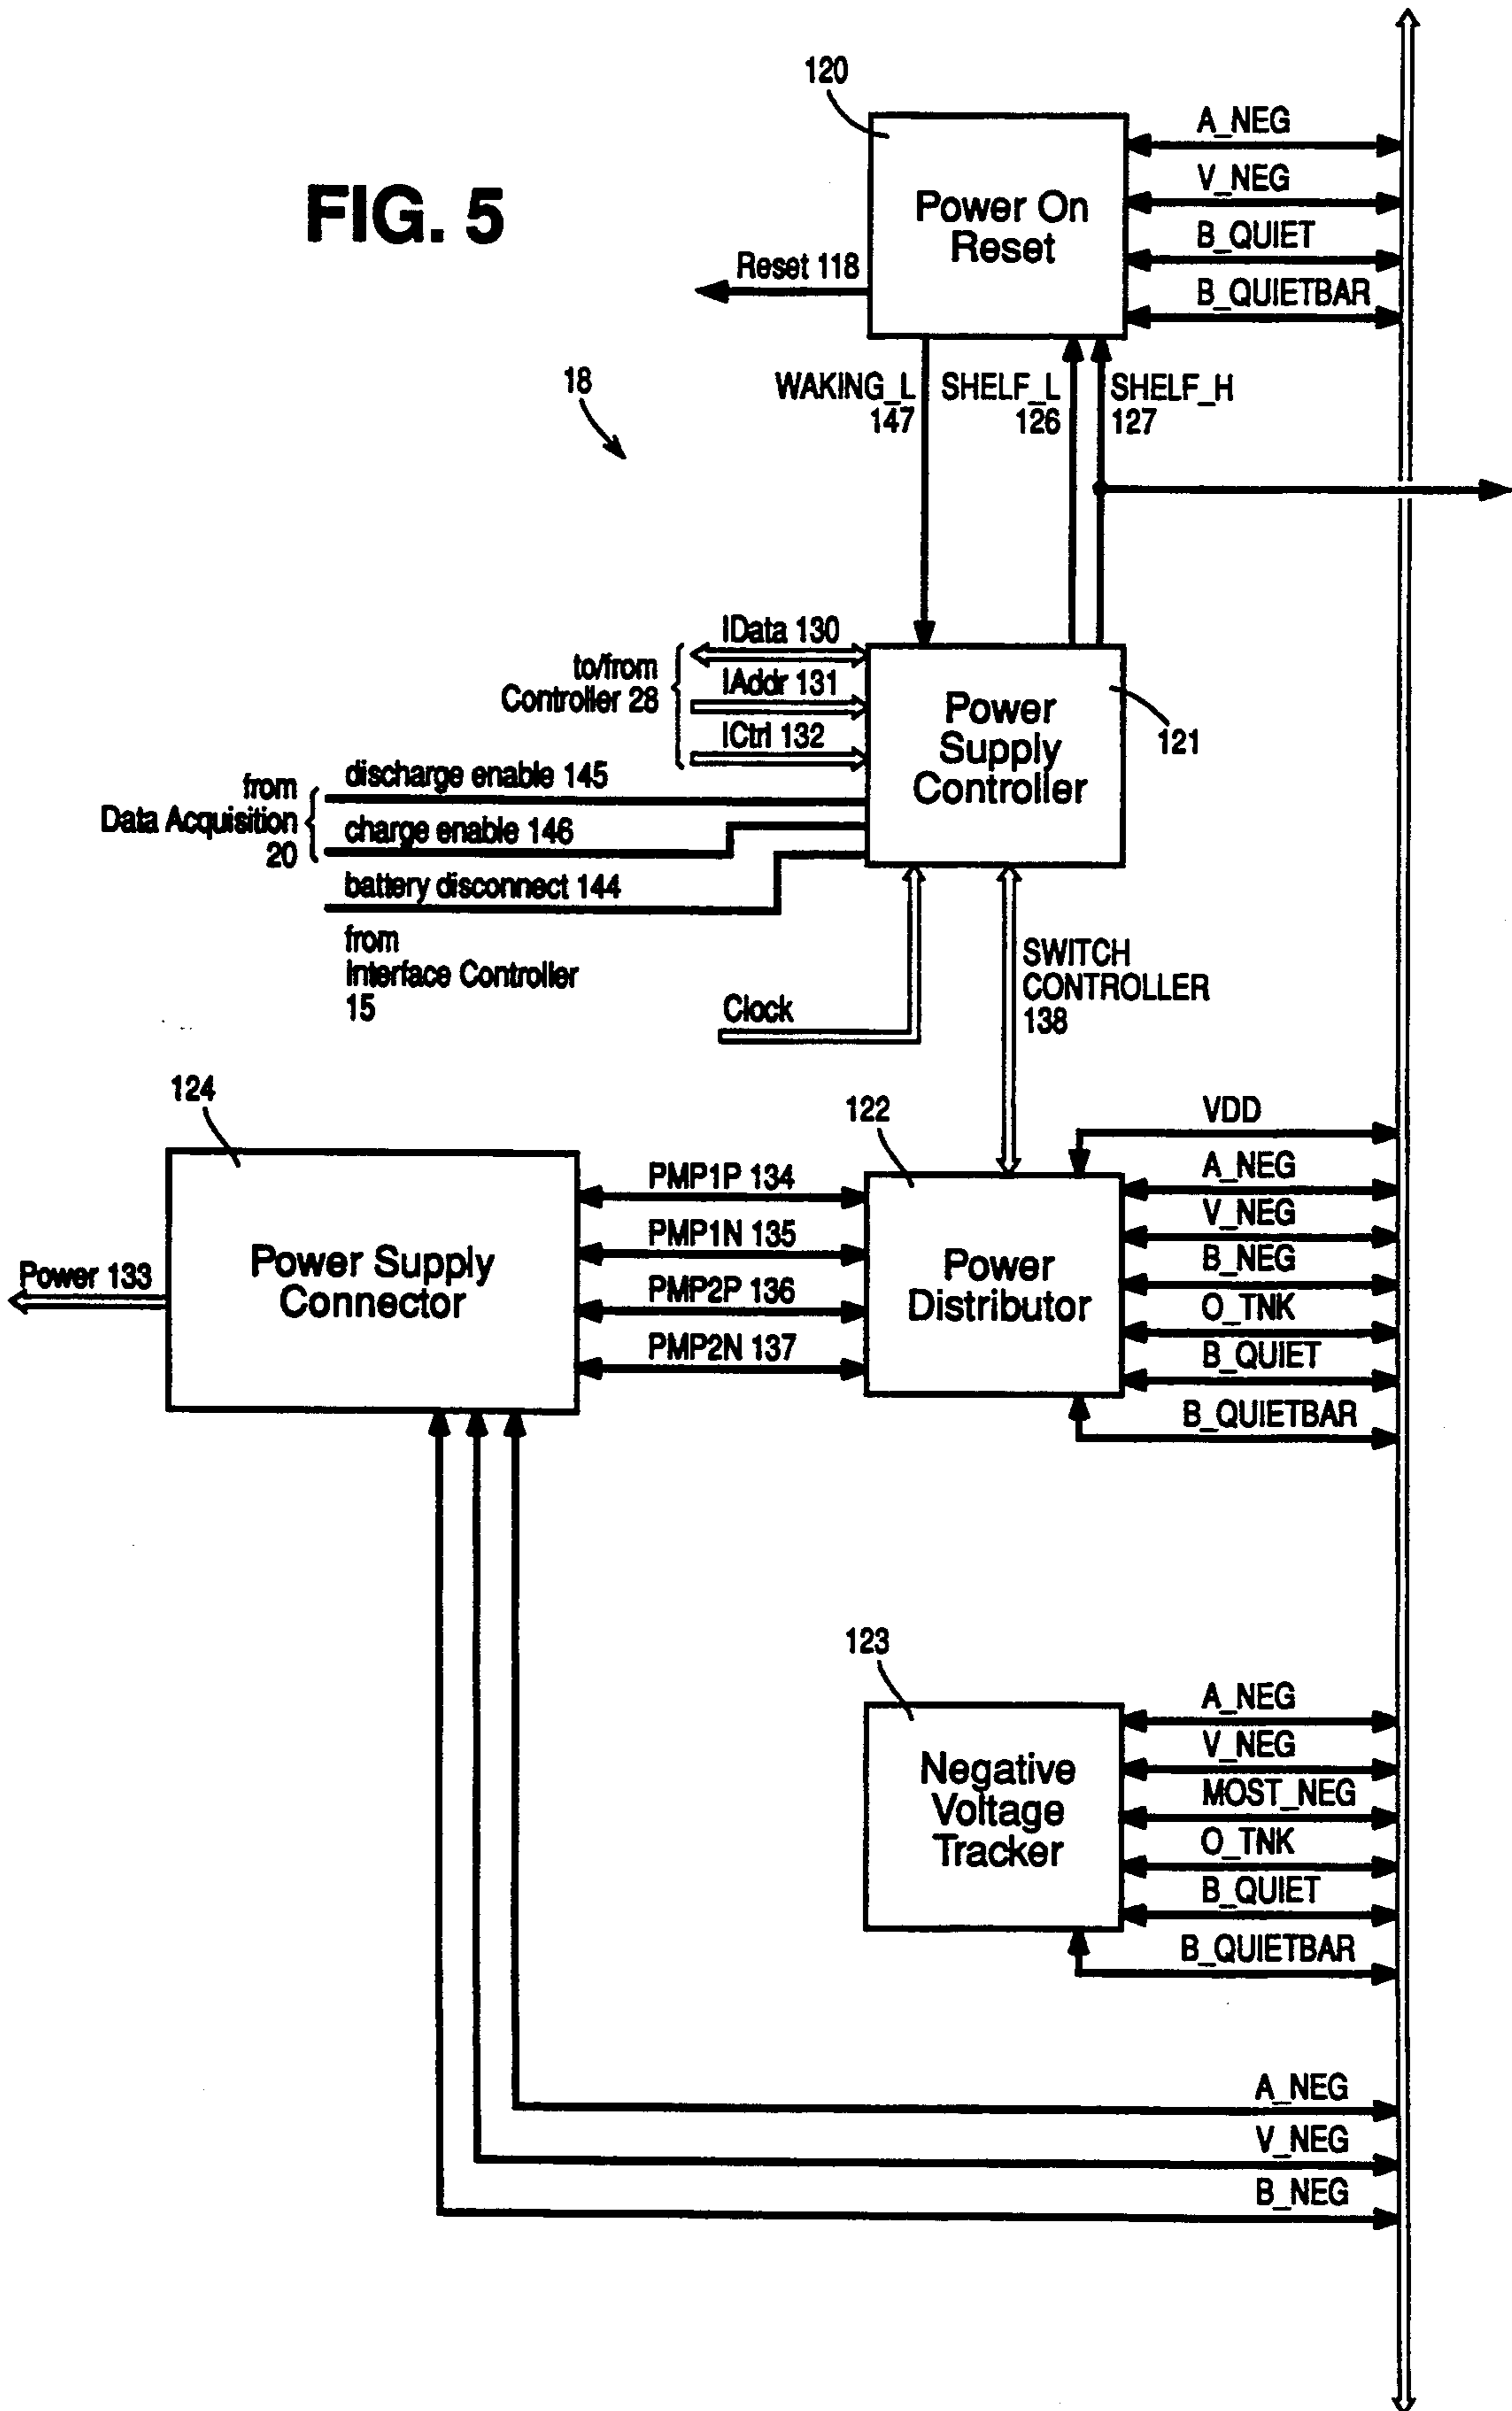 FIG. 5
120
Power On
Reset
A_NEG
V_NEG
B_QUIET
B_QUIETBAR
Reset 118
18
WAKING_L
147
SHELF_L
126
SHELF_H
127
to/from
Controller 28
IData 130
IAddr 131
ICtrl 132
Power
Supply
Controller
121
from
Data Acquisition
20
discharge enable 145
charge enable 146
battery disconnect 144
from
Interface Controller
15
Clock
SWITCH
CONTROLLER
138
124
Power Supply
Connector
Power 133
PMP1P 134
PMP1N 135
PMP2P 136
PMP2N 137
122
Power
Distributor
VDD
A_NEG
V_NEG
B_NEG
O_TNK
B_QUIET
B_QUIETBAR
123
Negative
Voltage
Tracker
A_NEG
V_NEG
MOST_NEG
O_TNK
B_QUIET
B_QUIETBAR
A_NEG
V_NEG
B_NEG